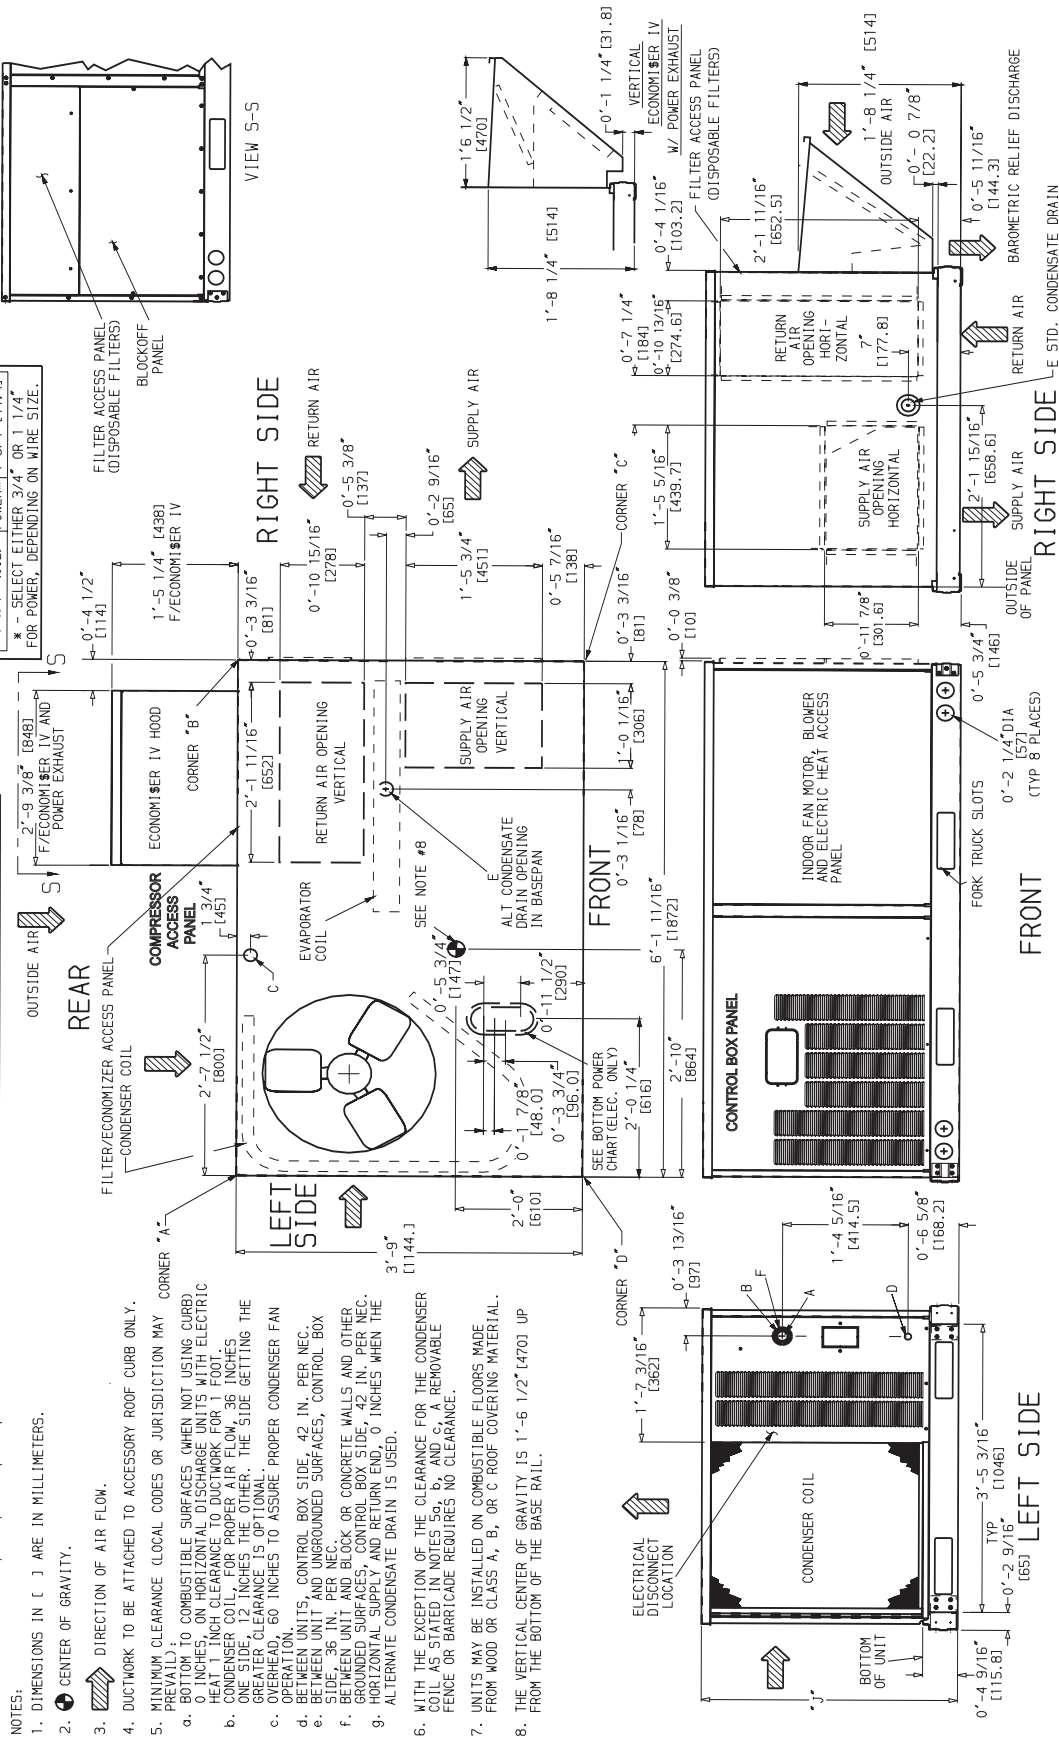 NOTES:
1. DIMENSIONS IN [ ] ARE IN MILLIMETERS.
2. CENTER OF GRAVITY.
3. DIRECTION OF AIR FLOW.
4. DUCTWORK TO BE ATTACHED TO ACCESSORY ROOF CURB ONLY.
5. MINIMUM CLEARANCE (LOCAL CODES OR JURISDICTION MAY
PREVAIL):
a. BOTTOM TO COMBUSTIBLE SURFACES (WHEN NOT USING CURB)
0 INCHES, ON HORIZONTAL DISCHARGE UNITS WITH ELECTRIC
HEAT 1 INCH CLEARANCE TO DUCTWORK FOR 1 FOOT.
b. CONDENSER COIL, FOR PROPER AIR FLOW, 36 INCHES
ONE SIDE, 12 INCHES THE OTHER. THE SIDE GETTING THE
GREATER CLEARANCE IS OPTIONAL.
c. OVERHEAD, 60 INCHES TO ASSURE PROPER CONDENSER FAN
OPERATION.
d. BETWEEN UNITS, CONTROL BOX SIDE, 42 IN. PER NEC.
e. BETWEEN UNIT AND UNGROUNDED SURFACES, CONTROL BOX
SIDE, 36 IN. PER NEC.
f. BETWEEN UNIT AND BLOCK OR CONCRETE WALLS AND OTHER
GROUNDED SURFACES, CONTROL BOX SIDE, 42 IN. PER NEC.
g. HORIZONTAL SUPPLY AND RETURN END, 0 INCHES WHEN THE
ALTERNATE CONDENSATE DRAIN IS USED.
6. WITH THE EXCEPTION OF THE CLEARANCE FOR THE CONDENSER
COIL AS STATED IN NOTES 5a, b, AND c, A REMOVABLE
FENCE OR BARRICADE REQUIRES NO CLEARANCE.
7. UNITS MAY BE INSTALLED ON COMBUSTIBLE FLOORS MADE
FROM WOOD OR CLASS A, B, OR C ROOF COVERING MATERIAL.
8. THE VERTICAL CENTER OF GRAVITY IS 1'-6 1/2" [470] UP
FROM THE BOTTOM OF THE BASE RAIL.
* - SELECT EITHER 3/4" OR 1 1/4"
FOR POWER, DEPENDING ON WIRE SIZE.
FILTER ACCESS PANEL
(DISPOSABLE FILTERS)
BLOCKOFF
PANEL
VIEW S-S
OUTSIDE AIR
REAR
S
S
2'-9 3/8" [848]
F/ECONOMI$ER IV AND
POWER EXHAUST
0'-4 1/2"
[114]
1'-5 1/4" [438]
F/ECONOMI$ER IV
ECONOMI$ER IV HOOD
FILTER/ECONOMIZER ACCESS PANEL
CONDENSER COIL
COMPRESSOR
ACCESS
PANEL
CORNER "A"
CORNER "B"
2'-7 1/2"
[800]
1 3/4"
[45]
C
0'-3 3/16"
[81]
RIGHT SIDE
RETURN AIR
0'-10 15/16"
[278]
0'-5 3/8"
[137]
0'-2 9/16"
[65]
SUPPLY AIR
1'-5 3/4"
[451]
0'-5 7/16"
[138]
CORNER "C"
2'-1 11/16"
[652]
RETURN AIR OPENING
VERTICAL
SUPPLY AIR
OPENING
VERTICAL
EVAPORATOR
COIL
SEE NOTE #8
E
ALT CONDENSATE
DRAIN OPENING
IN BASEPAN
LEFT
SIDE
3'-9"
[1144.]
2'-0"
[610]
0'-5 3/4"
[147]
0'-11 1/2"
[290]
0'-1 7/8"
[48.0]
0'-3 3/4"
[96.0]
SEE BOTTOM POWER
CHART(ELEC. ONLY)
2'-0 1/4"
[616]
2'-10"
[864]
6'-1 11/16"
[1872]
0'-3 1/16"
[78]
1'-0 1/16"
[306]
0'-3 3/16"
[81]
0'-0 3/8"
[10]
FRONT
CORNER "D"
1'6 1/2"
[470]
1'-8 1/4" [514]
0'-1 1/4" [31.8]
VERTICAL
ECONOMI$ER IV
W/ POWER EXHAUST
FILTER ACCESS PANEL
(DISPOSABLE FILTERS)
0'-4 1/16"
[103.2]
0'-7 1/4"
[184]
0'-10 13/16"
[274.6]
1'-5 5/16"
[439.7]
2'-1 11/16"
[652.5]
1'-8 1/4" [514]
OUTSIDE AIR
0'- 0 7/8"
[22.2]
0'-5 11/16"
[144.3]
BAROMETRIC RELIEF DISCHARGE
RETURN
AIR
OPENING
HORI-
ZONTAL
7"
[177.8]
SUPPLY AIR
OPENING
HORIZONTAL
0'-11 7/8"
[301.6]
2'-1 15/16"
[658.6]
RETURN AIR
E STD. CONDENSATE DRAIN
SUPPLY AIR
OUTSIDE
OF PANEL
0'-5 3/4"
[146]
RIGHT SIDE
CONTROL BOX PANEL
INDOOR FAN MOTOR, BLOWER
AND ELECTRIC HEAT ACCESS
PANEL
FORK TRUCK SLOTS
0'-2 1/4"DIA
[57]
(TYP 8 PLACES)
FRONT
ELECTRICAL
DISCONNECT
LOCATION
1'-7 3/16"
[362]
0'-3 13/16"
[97]
B
F
A
D
1'-4 5/16"
[414.5]
0'-6 5/8"
[168.2]
CONDENSER COIL
BOTTOM
OF UNIT
"J"
0'-4 9/16"
[115.8]
3'-5 3/16"
[1046]
TYP
0'-2 9/16"
[65]
LEFT SIDE